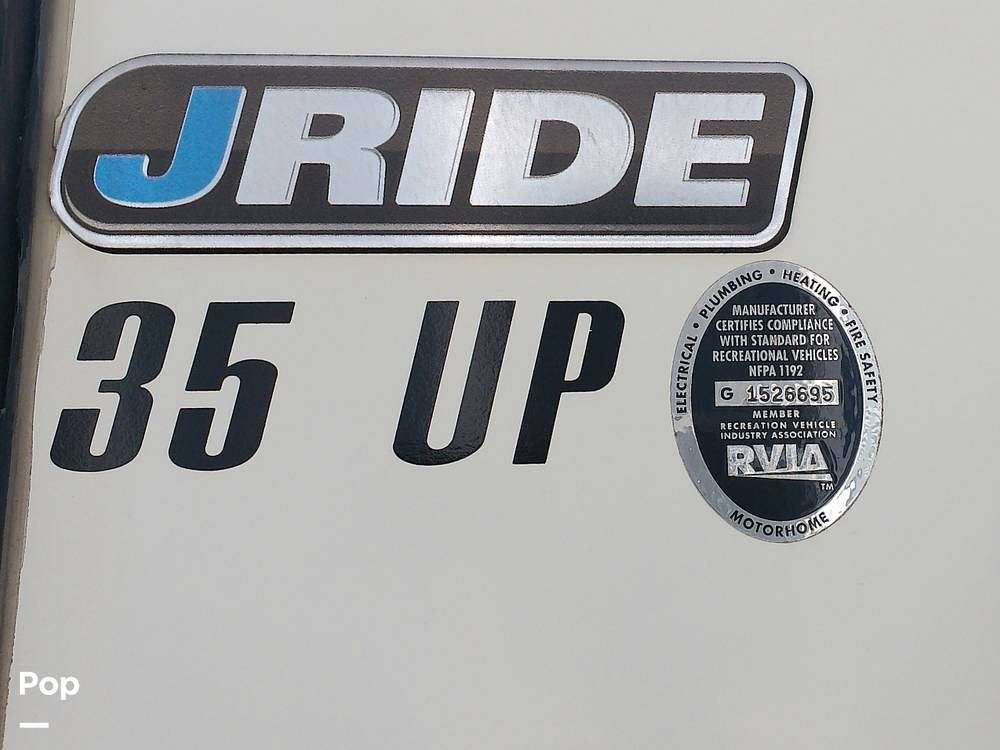 JRIDE
35 UP
ELECTRICAL • PLUMBING • HEATING • FIRE SAFETY
MANUFACTURER
CERTIFIES COMPLIANCE
WITH STANDARD FOR
RECREATIONAL VEHICLES
NFPA 1192
G 1526695
MEMBER
RECREATION VEHICLE
INDUSTRY ASSOCIATION
RVIA
TM
MOTORHOME
Pop